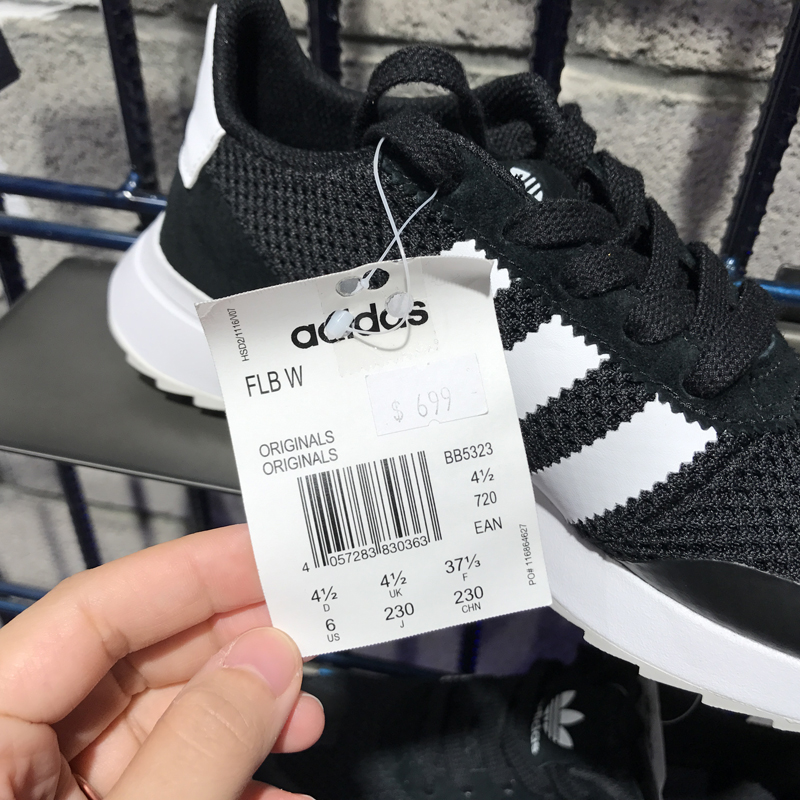 HSD2/1116/V07
adidas
FLB W
$ 699
ORIGINALS
ORIGINALS
BB5323
4½
720
EAN
4 057283 830363
PO# 116864627
4½ 4½ 37⅓
D UK F
6 230 230
US J CHN